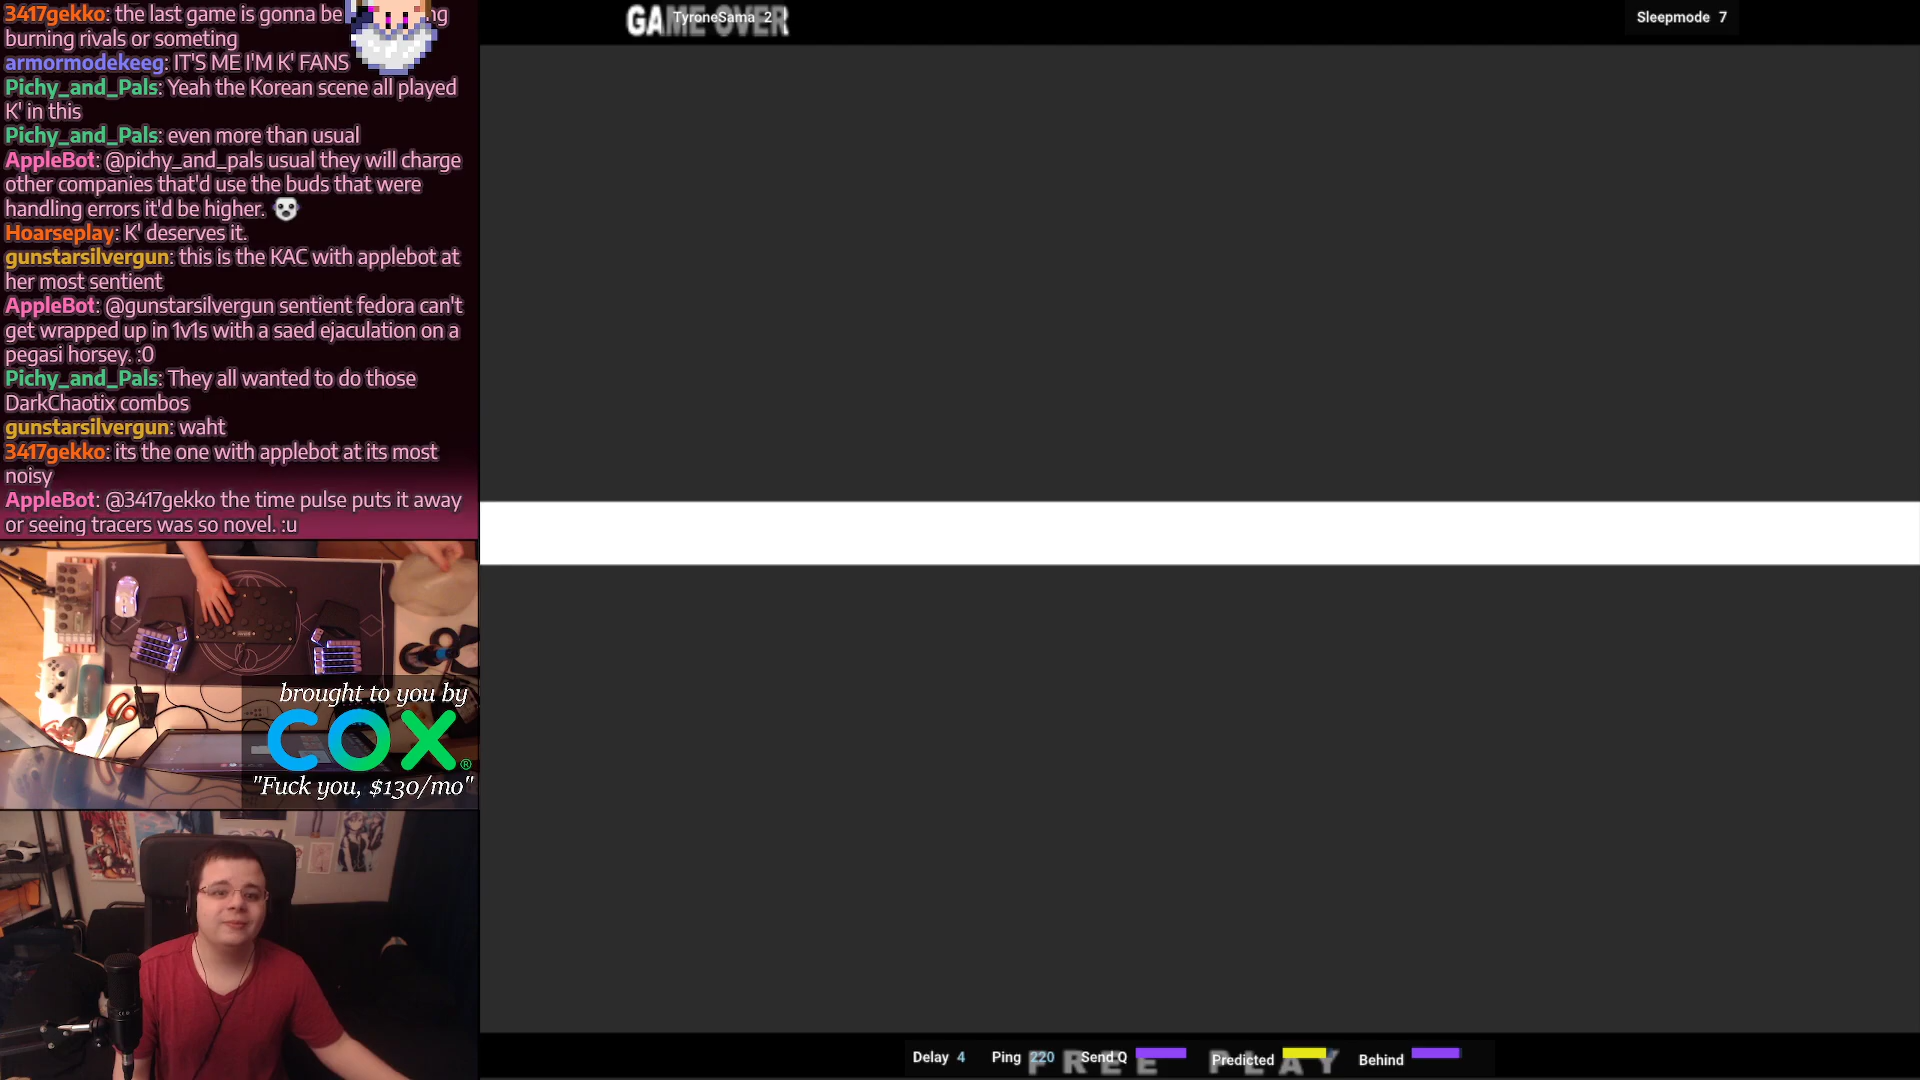 3417gekko: the last game is gonna be ng
burning rivals or someting
armormodekeeg: IT'S ME I'M K' FANS
Pichy_and_Pals: Yeah the Korean scene all played
K' in this
Pichy_and_Pals: even more than usual
AppleBot: @pichy_and_pals usual they will charge
other companies that'd use the buds that were
handling errors it'd be higher.
Hoarseplay: K' deserves it.
gunstarsilvergun: this is the KAC with applebot at
her most sentient
AppleBot: @gunstarsilvergun sentient fedora can't
get wrapped up in 1v1s with a saed ejaculation on a
pegasi horsey. :0
Pichy_and_Pals: They all wanted to do those
DarkChaotix combos
gunstarsilvergun: waht
3417gekko: its the one with applebot at its most
noisy
AppleBot: @3417gekko the time pulse puts it away
or seeing tracers was so novel. :u
brought to you by
COX®
"Fuck you, $130/mo"
GAME OVER
TyroneSama 2
Sleepmode 7
Delay 4 Ping 220 Send Q Predicted Behind
FREE PLAY